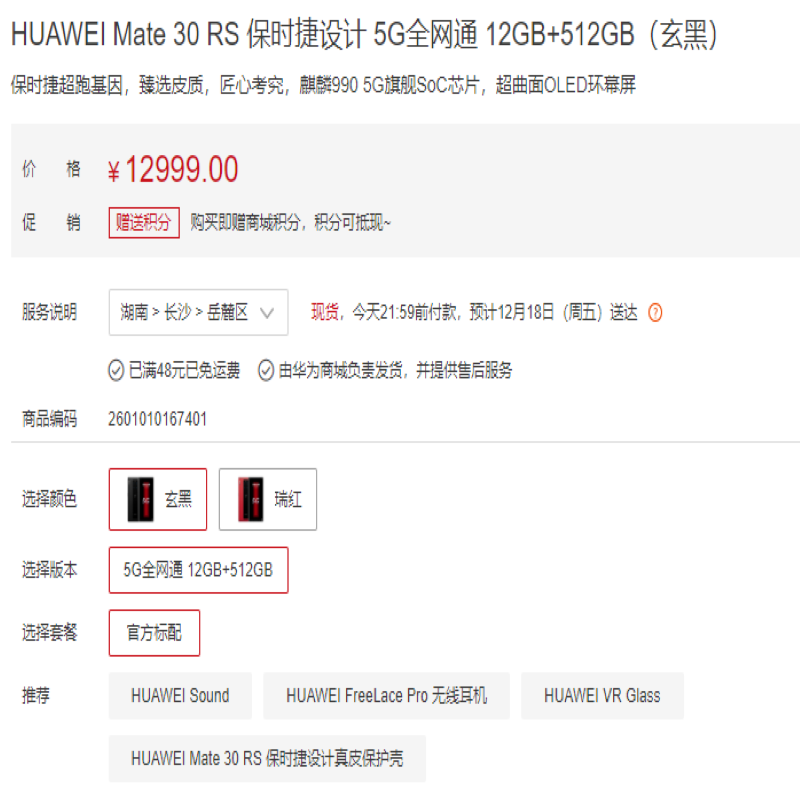 HUAWEI Mate 30 RS 保时捷设计 5G全网通 12GB+512GB（玄黑）
保时捷超跑基因，臻选皮质，匠心考究，麒麟990 5G旗舰SoC芯片，超曲面OLED环幕屏
价 格 ¥12999.00
促 销 赠送积分 购买即赠商城积分，积分可抵现~
服务说明 湖南 > 长沙 > 岳麓区 现货，今天21:59前付款，预计12月18日（周五）送达 ?
已满48元已免运费 由华为商城负责发货，并提供售后服务
商品编码 2601010167401
选择颜色 玄黑 瑞红
选择版本 5G全网通 12GB+512GB
选择套餐 官方标配
推荐 HUAWEI Sound HUAWEI FreeLace Pro 无线耳机 HUAWEI VR Glass
HUAWEI Mate 30 RS 保时捷设计真皮保护壳